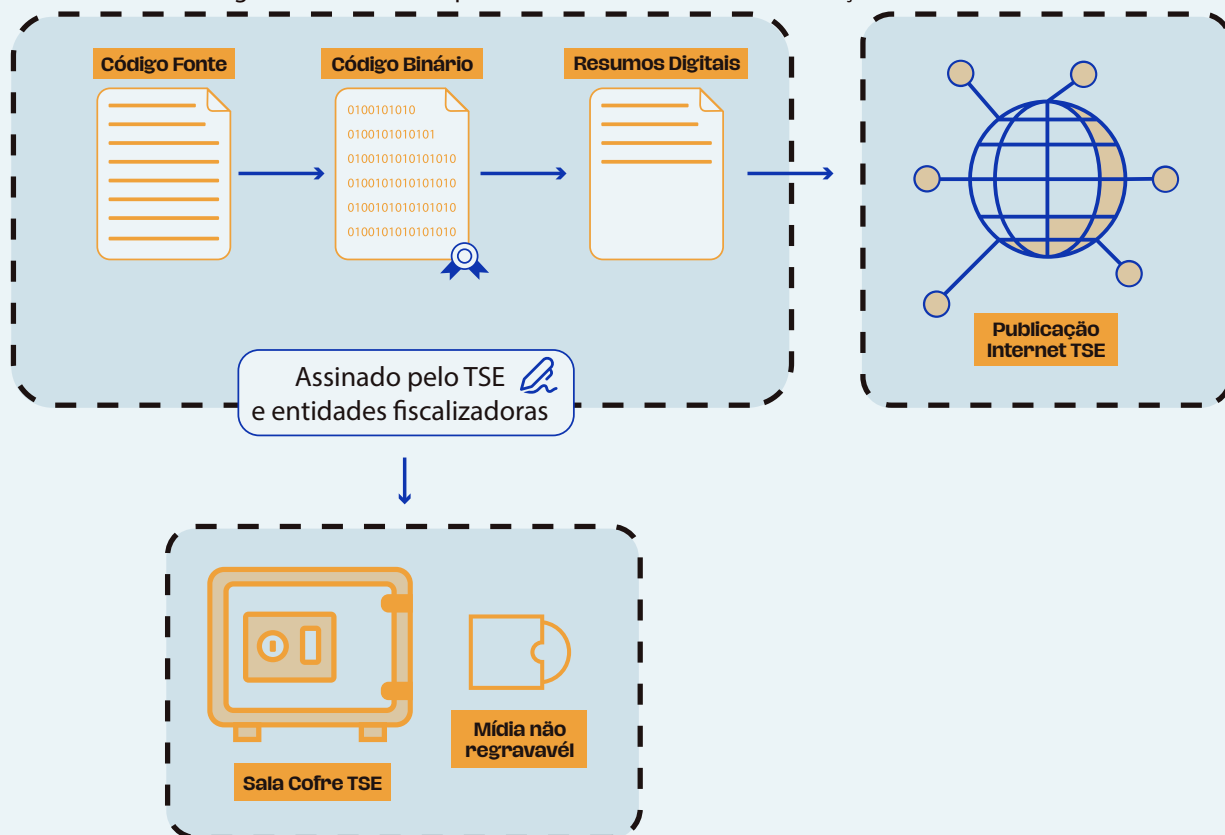 Código Fonte
Código Binário
Resumos Digitais
0100101010
0100101010101
0100101010101010
0100101010101010
0100101010101010
0100101010101010
Publicação
Internet TSE
Assinado pelo TSE
e entidades fiscalizadoras
Mídia não
regravavél
Sala Cofre TSE